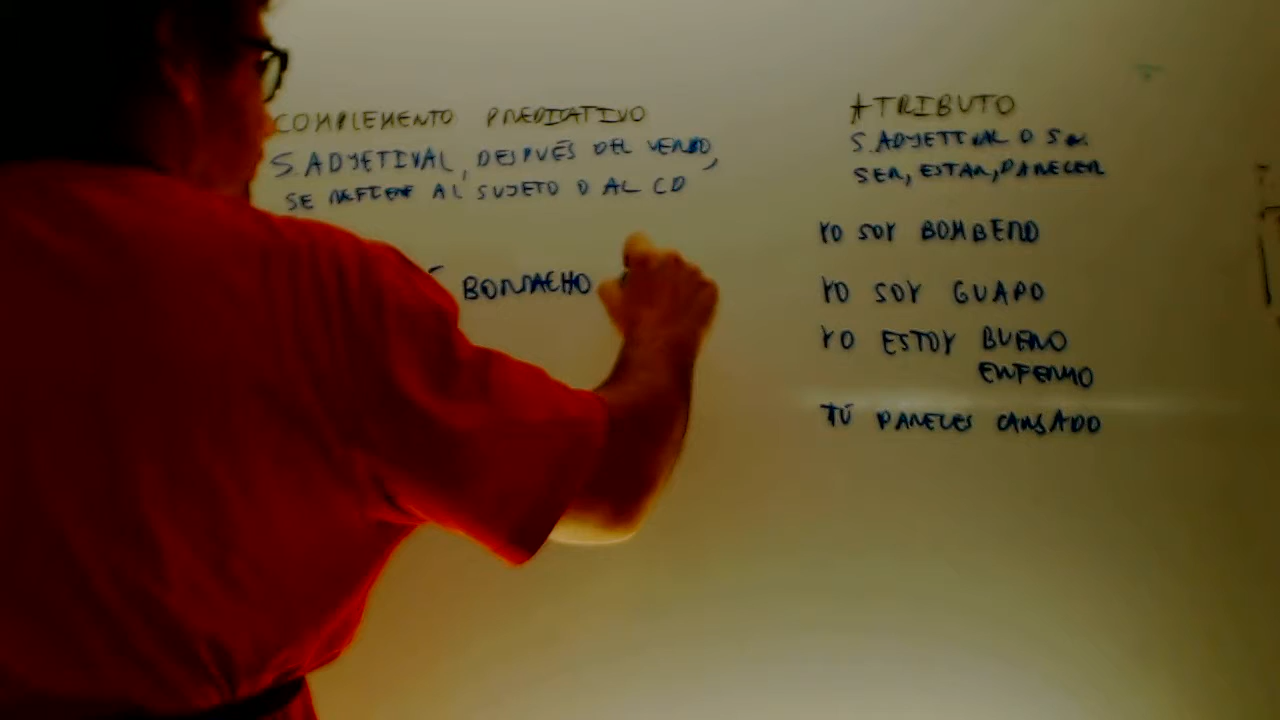 COMPLEMENTO PREDICATIVO
S. ADJETIVAL, DESPUÉS DEL VERBO,
SE REFIERE AL SUJETO O AL CD
BORRACHO
ATRIBUTO
S. ADJETIVAL O S.N.
SER, ESTAR, PARECER
YO SOY BOMBERO
YO SOY GUAPO
YO ESTOY BUENO
ENFERMO
TÚ PARECES CANSADO